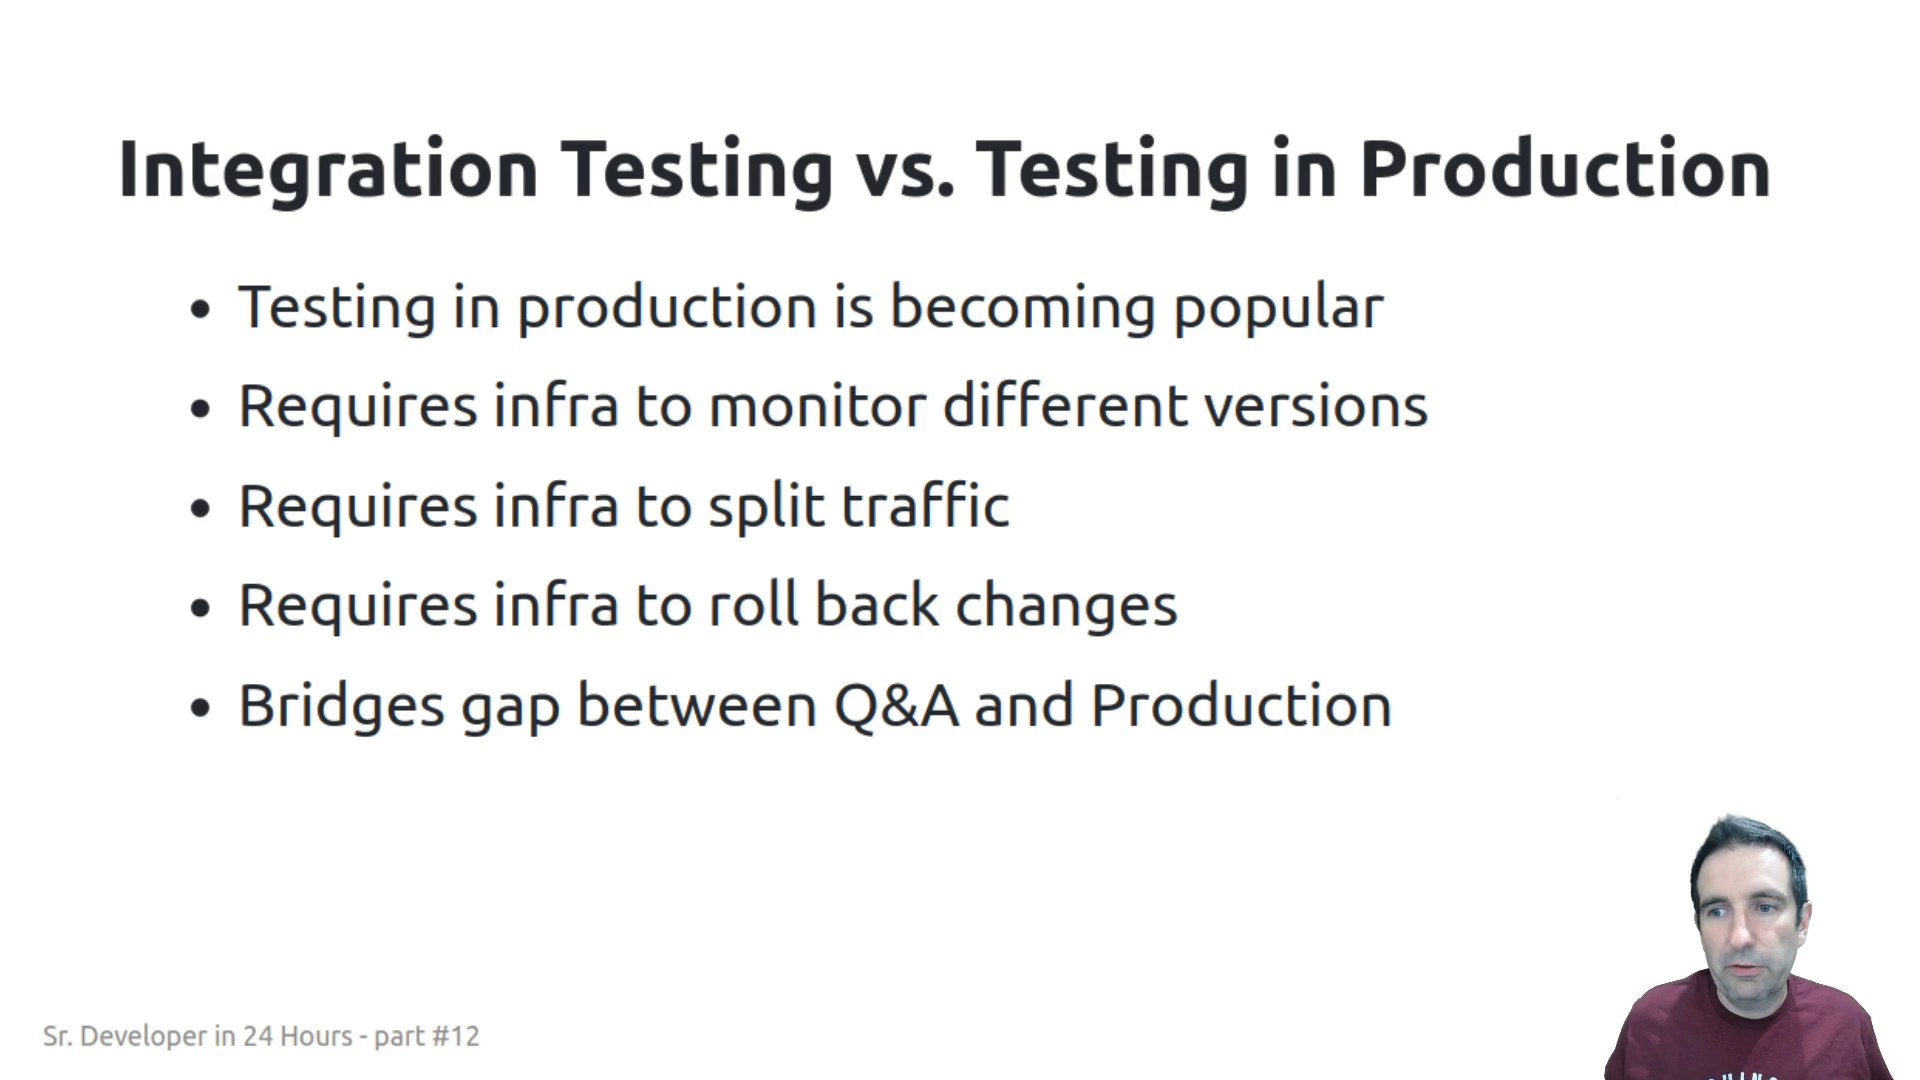 Integration Testing vs. Testing in Production
• Testing in production is becoming popular
• Requires infra to monitor different versions
• Requires infra to split traffic
• Requires infra to roll back changes
• Bridges gap between Q&A and Production
Sr. Developer in 24 Hours - part #12